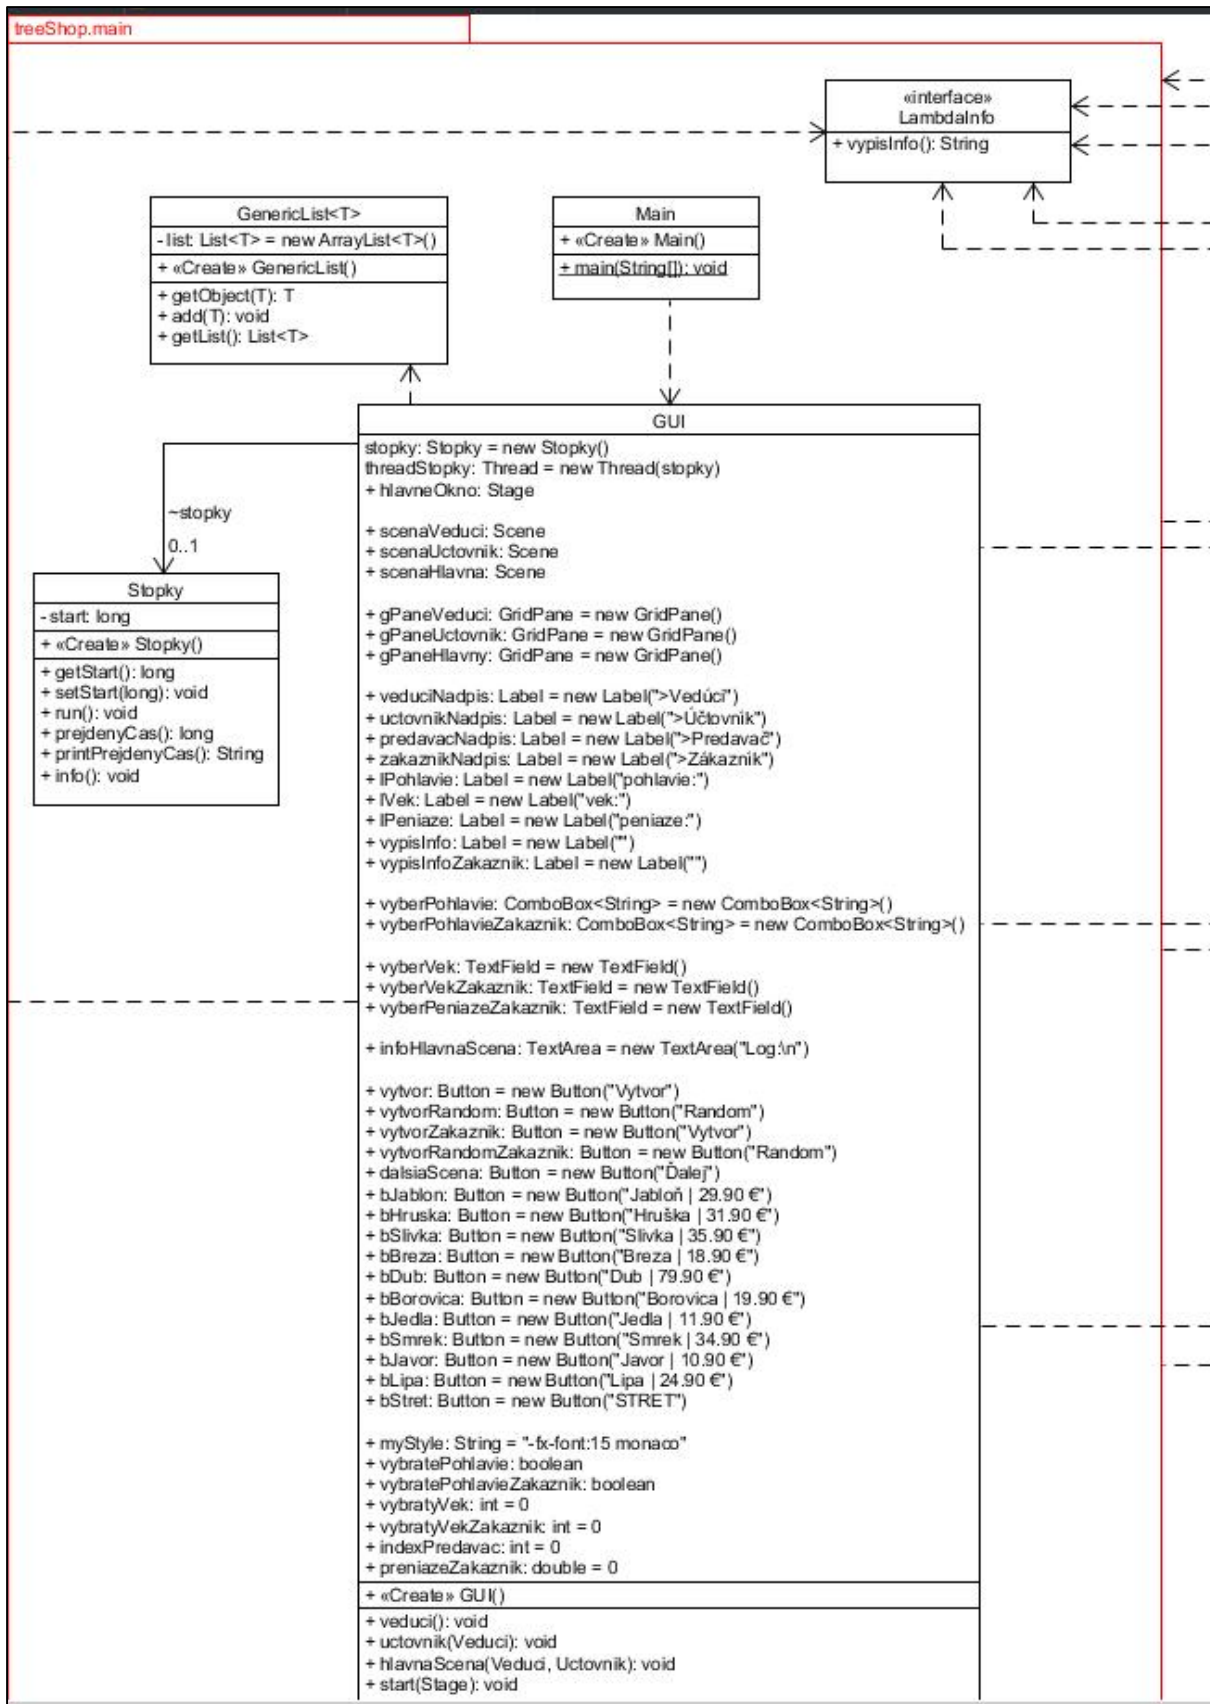 treeShop.main
«interface»
LambdaInfo
+ vypisInfo(): String
GenericList<T>
- list: List<T> = new ArrayList<T>()
+ «Create» GenericList()
+ getObject(T): T
+ add(T): void
+ getList(): List<T>
Main
+ «Create» Main()
+ main(String[]): void
GUI
stopky: Stopky = new Stopky()
threadStopky: Thread = new Thread(stopky)
+ hlavneOkno: Stage
+ scenaVeduci: Scene
+ scenaUctovnik: Scene
+ scenaHlavna: Scene
+ gPaneVeduci: GridPane = new GridPane()
+ gPaneUctovnik: GridPane = new GridPane()
+ gPaneHlavny: GridPane = new GridPane()
+ veduciNadpis: Label = new Label(">Vedúci")
+ uctovnikNadpis: Label = new Label(">Účtovník")
+ predavacNadpis: Label = new Label(">Predavač")
+ zakaznikNadpis: Label = new Label(">Zákazník")
+ lPohlavie: Label = new Label("pohlavie:")
+ lVek: Label = new Label("vek:")
+ lPeniaze: Label = new Label("peniaze:")
+ vypisInfo: Label = new Label("")
+ vypisInfoZakaznik: Label = new Label("")
+ vyberPohlavie: ComboBox<String> = new ComboBox<String>()
+ vyberPohlavieZakaznik: ComboBox<String> = new ComboBox<String>()
+ vyberVek: TextField = new TextField()
+ vyberVekZakaznik: TextField = new TextField()
+ vyberPeniazeZakaznik: TextField = new TextField()
+ infoHlavnaScena: TextArea = new TextArea("Log:\n")
+ vytvor: Button = new Button("Vytvor")
+ vytvorRandom: Button = new Button("Random")
+ vytvorZakaznik: Button = new Button("Vytvor")
+ vytvorRandomZakaznik: Button = new Button("Random")
+ dalsiaScena: Button = new Button("Ďalej")
+ bJablon: Button = new Button("Jabloň | 29.90 €")
+ bHruska: Button = new Button("Hruška | 31.90 €")
+ bSlivka: Button = new Button("Slivka | 35.90 €")
+ bBreza: Button = new Button("Breza | 18.90 €")
+ bDub: Button = new Button("Dub | 79.90 €")
+ bBorovica: Button = new Button("Borovica | 19.90 €")
+ bJedla: Button = new Button("Jedla | 11.90 €")
+ bSmrek: Button = new Button("Smrek | 34.90 €")
+ bJavor: Button = new Button("Javor | 10.90 €")
+ bLipa: Button = new Button("Lipa | 24.90 €")
+ bStret: Button = new Button("STRET")
+ myStyle: String = "-fx-font:15 monaco"
+ vybratePohlavie: boolean
+ vybratePohlavieZakaznik: boolean
+ vybratyVek: int = 0
+ vybratyVekZakaznik: int = 0
+ indexPredavac: int = 0
+ preniazeZakaznik: double = 0
+ «Create» GUI()
+ veduci(): void
+ uctovnik(Veduci): void
+ hlavnaScena(Veduci, Uctovnik): void
+ start(Stage): void
~stopky
0..1
Stopky
- start: long
+ «Create» Stopky()
+ getStart(): long
+ setStart(long): void
+ run(): void
+ prejdenyCas(): long
+ printPrejdenyCas(): String
+ info(): void